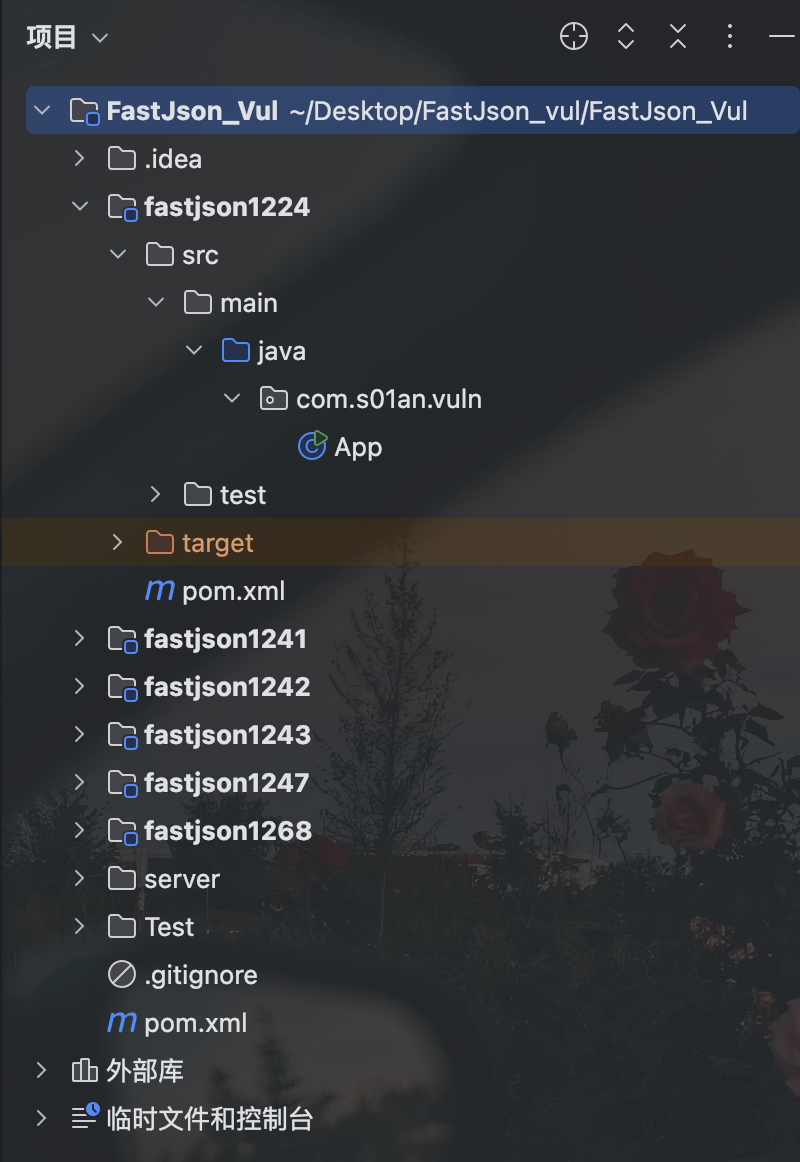 项目
FastJson_Vul ~/Desktop/FastJson_vul/FastJson_Vul
.idea
fastjson1224
src
main
java
com.s01an.vuln
App
test
target
pom.xml
fastjson1241
fastjson1242
fastjson1243
fastjson1247
fastjson1268
server
Test
.gitignore
pom.xml
外部库
临时文件和控制台